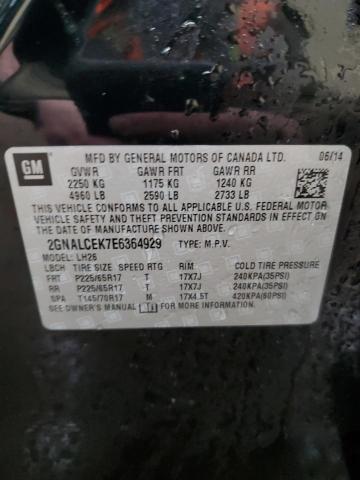 GM
MFD BY GENERAL MOTORS OF CANADA LTD. 06/14
GVWR GAWR FRT GAWR RR
2250 KG 1175 KG 1240 KG
4960 LB 2590 LB 2733 LB
THIS VEHICLE CONFORMS TO ALL APPLICABLE U.S. FEDERAL MOTOR
VEHICLE SAFETY AND THEFT PREVENTION STANDARDS IN EFFECT ON THE
DATE OF MANUFACTURE SHOWN ABOVE.
2GNALCEK7E6364929 TYPE: M.P.V.
MODEL: LH26
LBCH TIRE SIZE SPEED RTG RIM COLD TIRE PRESSURE
FRT P225/65R17 T 17X7J 240KPA(35PSI)
RR P225/65R17 T 17X7J 240KPA(35PSI)
SPA T145/70R17 M 17X4.5T 420KPA(60PSI)
SEE OWNER'S MANUAL FOR MORE INFORMATION.